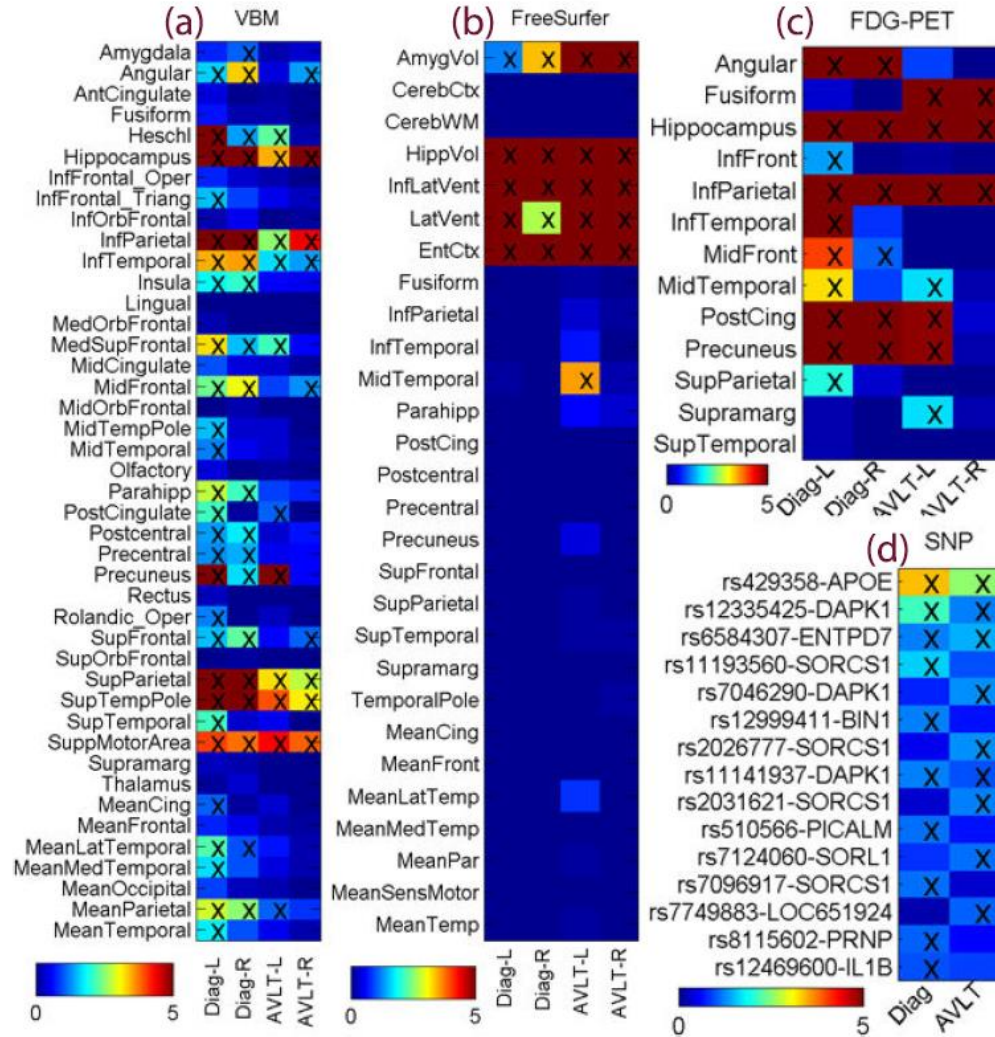 (a) VBM
Amygdala X
Angular X X X
AntCingulate
Fusiform
Heschl X X X
Hippocampus X X X X
InfFrontal_Oper
InfFrontal_Triang X
InfOrbFrontal
InfParietal X X X X
InfTemporal X X X X
Insula X X
Lingual
MedOrbFrontal
MedSupFrontal X X X
MidCingulate
MidFrontal X X X
MidOrbFrontal
MidTempPole X
MidTemporal X
Olfactory
Parahipp X X
PostCingulate X X
Postcentral X X
Precentral X X
Precuneus X X X
Rectus
Rolandic_Oper X
SupFrontal X X X
SupOrbFrontal
SupParietal X X X X
SupTempPole X X X X
SupTemporal X
SuppMotorArea X X X X
Supramarg
Thalamus
MeanCing X
MeanFrontal
MeanLatTemporal X X
MeanMedTemporal X
MeanOccipital
MeanParietal X X X
MeanTemporal X
0 5
Diag-L
Diag-R
AVLT-L
AVLT-R
(b) FreeSurfer
AmygVol X X X X
CerebCtx
CerebWM
HippVol X X X X
InfLatVent X X X X
LatVent X X X X
EntCtx X X X X
Fusiform
InfParietal
InfTemporal
MidTemporal X
Parahipp
PostCing
Postcentral
Precentral
Precuneus
SupFrontal
SupParietal
SupTemporal
Supramarg
TemporalPole
MeanCing
MeanFront
MeanLatTemp
MeanMedTemp
MeanPar
MeanSensMotor
MeanTemp
0 5
Diag-L
Diag-R
AVLT-L
AVLT-R
(c) FDG-PET
Angular X X
Fusiform X X
Hippocampus X X X X
InfFront X
InfParietal X X X X
InfTemporal X
MidFront X X
MidTemporal X X
PostCing X X X
Precuneus X X X
SupParietal X
Supramarg X
SupTemporal
0 5
Diag-L
Diag-R
AVLT-L
AVLT-R
(d) SNP
rs429358-APOE X X
rs12335425-DAPK1 X X
rs6584307-ENTPD7 X X
rs11193560-SORCS1 X
rs7046290-DAPK1 X
rs12999411-BIN1 X
rs2026777-SORCS1 X
rs11141937-DAPK1 X X
rs2031621-SORCS1 X
rs510566-PICALM X
rs7124060-SORL1 X
rs7096917-SORCS1 X
rs7749883-LOC651924 X
rs8115602-PRNP X
rs12469600-IL1B X
0 5
Diag
AVLT